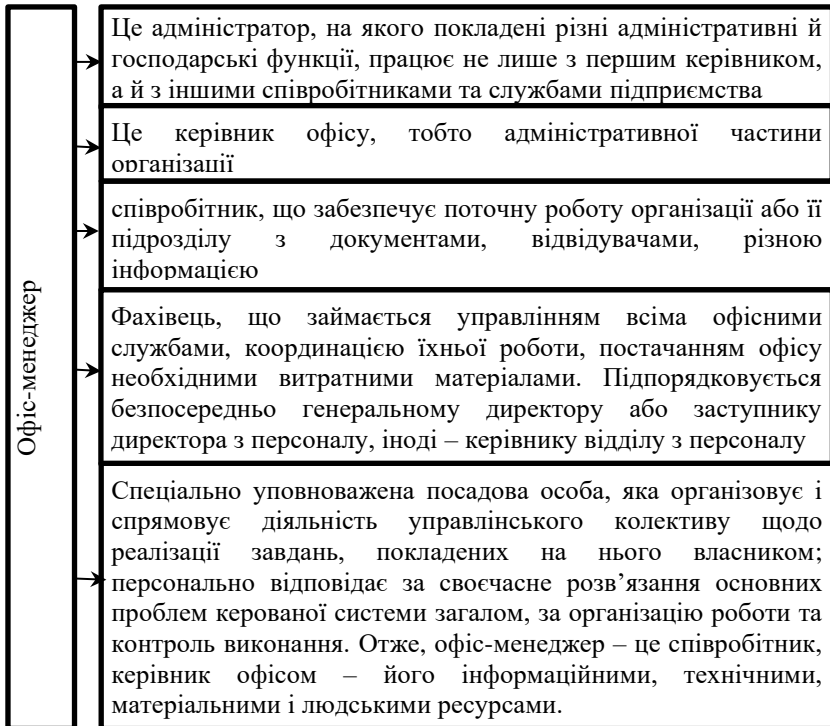 Офіс-менеджер
Це адміністратор, на якого покладені різні адміністративні й
господарські функції, працює не лише з першим керівником,
а й з іншими співробітниками та службами підприємства
Це керівник офісу, тобто адміністративної частини
організації
співробітник, що забезпечує поточну роботу організації або її
підрозділу з документами, відвідувачами, різною
інформацією
Фахівець, що займається управлінням всіма офісними
службами, координацією їхньої роботи, постачанням офісу
необхідними витратними матеріалами. Підпорядковується
безпосередньо генеральному директору або заступнику
директора з персоналу, іноді – керівнику відділу з персоналу
Спеціально уповноважена посадова особа, яка організовує і
спрямовує діяльність управлінського колективу щодо
реалізації завдань, покладених на нього власником;
персонально відповідає за своєчасне розв’язання основних
проблем керованої системи загалом, за організацію роботи та
контроль виконання. Отже, офіс-менеджер – це співробітник,
керівник офісом – його інформаційними, технічними,
матеріальними і людськими ресурсами.